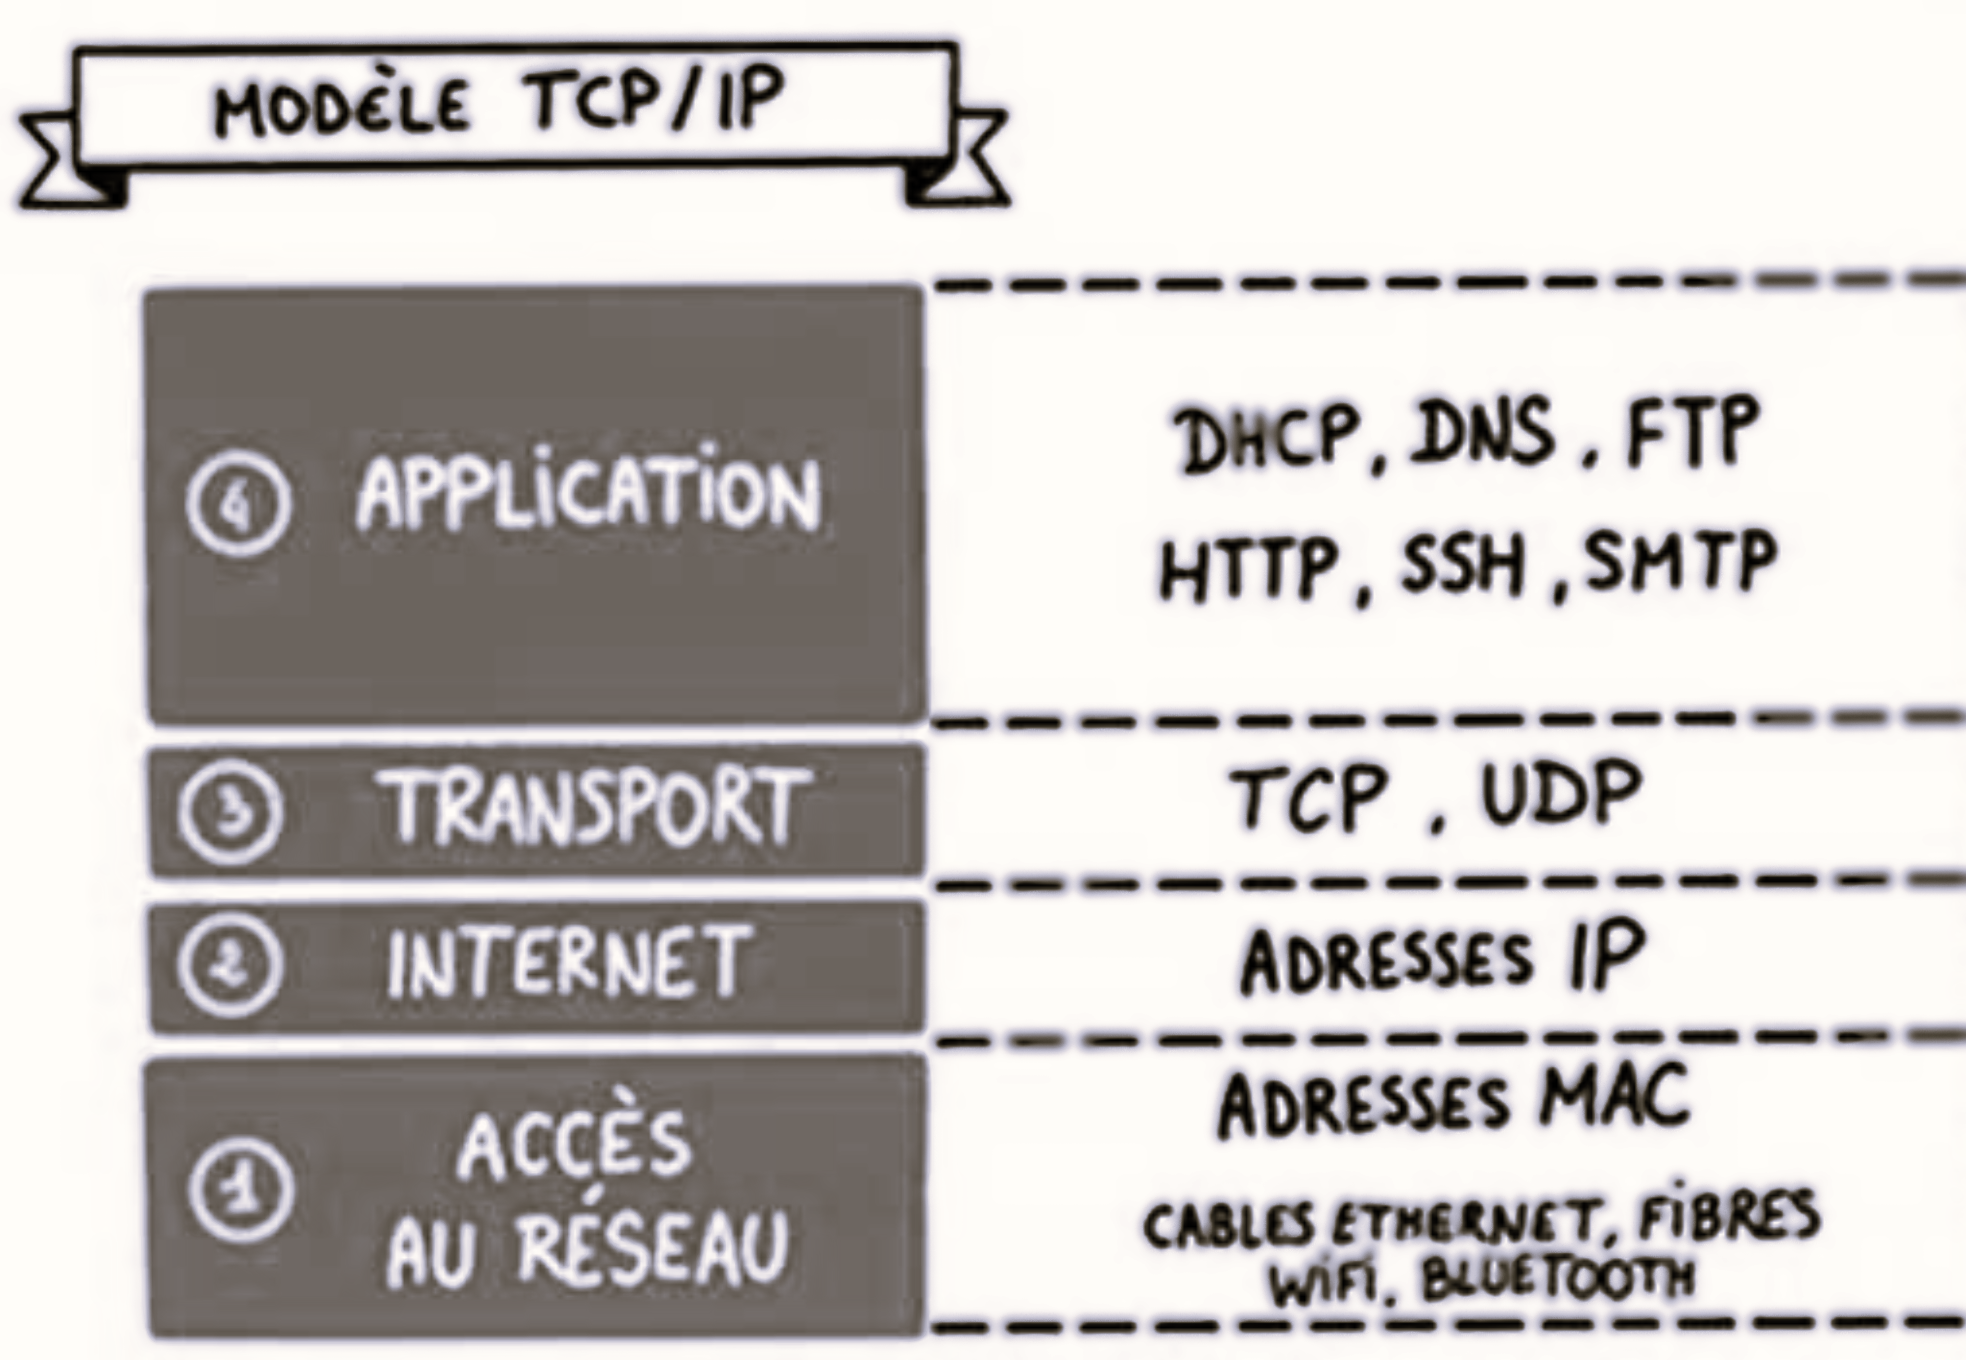 MODÈLE TCP/IP
4 APPLICATION
DHCP, DNS, FTP
HTTP, SSH, SMTP
3 TRANSPORT
TCP, UDP
2 INTERNET
ADRESSES IP
1 ACCÈS
AU RÉSEAU
ADRESSES MAC
CABLES ETHERNET, FIBRES
WIFI, BLUETOOTH